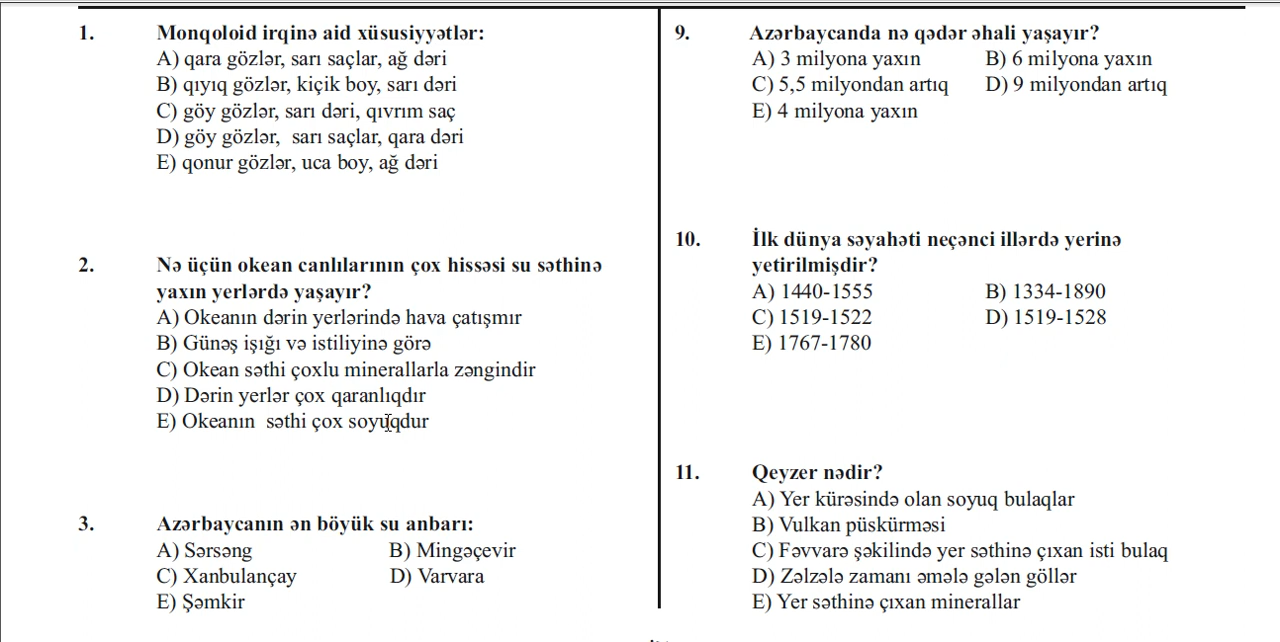 1. Monqoloid irqinə aid xüsusiyyətlər:
A) qara gözlər, sarı saçlar, ağ dəri
B) qıyıq gözlər, kiçik boy, sarı dəri
C) göy gözlər, sarı dəri, qıvrım saç
D) göy gözlər, sarı saçlar, qara dəri
E) qonur gözlər, uca boy, ağ dəri
2. Nə üçün okean canlılarının çox hissəsi su səthinə
yaxın yerlərdə yaşayır?
A) Okeanın dərin yerlərində hava çatışmır
B) Günəş işığı və istiliyinə görə
C) Okean səthi çoxlu minerallarla zəngindir
D) Dərin yerlər çox qaranlıqdır
E) Okeanın səthi çox soyuqdur
3. Azərbaycanın ən böyük su anbarı:
A) Sərsəng B) Mingəçevir
C) Xanbulançay D) Varvara
E) Şəmkir
9. Azərbaycanda nə qədər əhali yaşayır?
A) 3 milyona yaxın B) 6 milyona yaxın
C) 5,5 milyondan artıq D) 9 milyondan artıq
E) 4 milyona yaxın
10. İlk dünya səyahəti neçənci illərdə yerinə
yetirilmişdir?
A) 1440-1555 B) 1334-1890
C) 1519-1522 D) 1519-1528
E) 1767-1780
11. Qeyzer nədir?
A) Yer kürəsində olan soyuq bulaqlar
B) Vulkan püskürməsi
C) Fəvvarə şəkilində yer səthinə çıxan isti bulaq
D) Zəlzələ zamanı əmələ gələn göllər
E) Yer səthinə çıxan minerallar